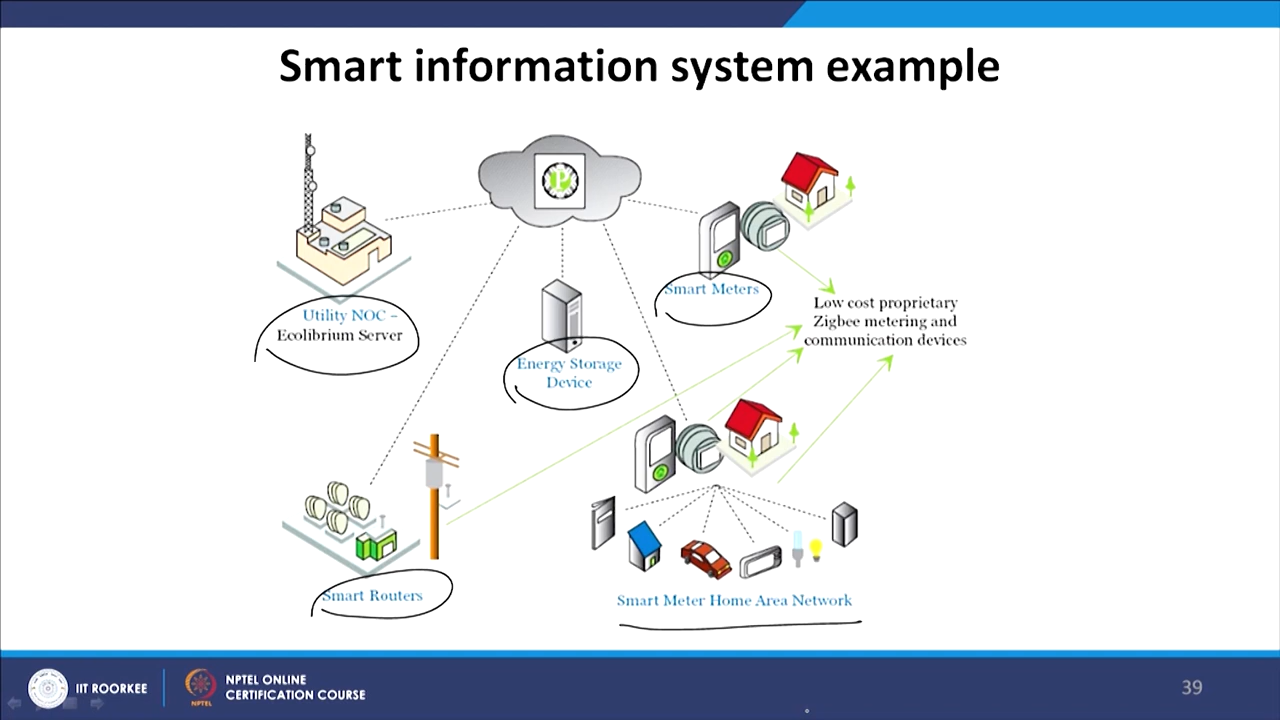 Smart information system example
P
Utility NOC –
Ecolibrium Server
Energy Storage
Device
Smart Meters
Low cost proprietary
Zigbee metering and
communication devices
Smart Routers
Smart Meter Home Area Network
IIT ROORKEE
NPTEL
NPTEL ONLINE
CERTIFICATION COURSE
39